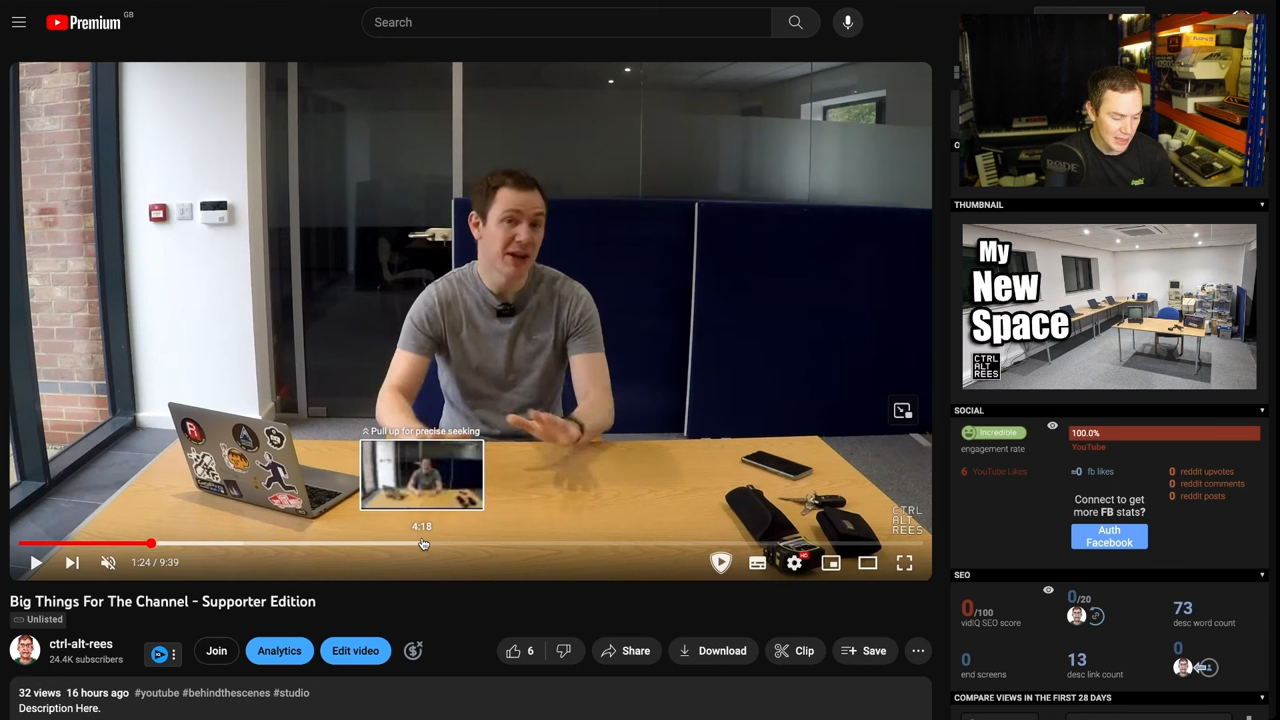 Premium GB
Search
RODE
Pull up for precise seeking
4:18
CTRL
ALT
REES
1:24 / 9:39
HD
Big Things For The Channel - Supporter Edition
Unlisted
ctrl-alt-rees
24.4K subscribers
Join
Analytics
Edit video
6
Share
Download
Clip
Save
32 views 16 hours ago #youtube #behindthescenes #studio
Description Here.
THUMBNAIL
My
New
Space
CTRL
ALT
REES
SOCIAL
Incredible
engagement rate
100.0%
YouTube
6 YouTube Likes
≈0 fb likes
0 reddit upvotes
0 reddit comments
0 reddit posts
Connect to get
more FB stats?
Auth
Facebook
SEO
0/100
vidIQ SEO score
0/20
73
desc word count
0
end screens
13
desc link count
0
COMPARE VIEWS IN THE FIRST 28 DAYS